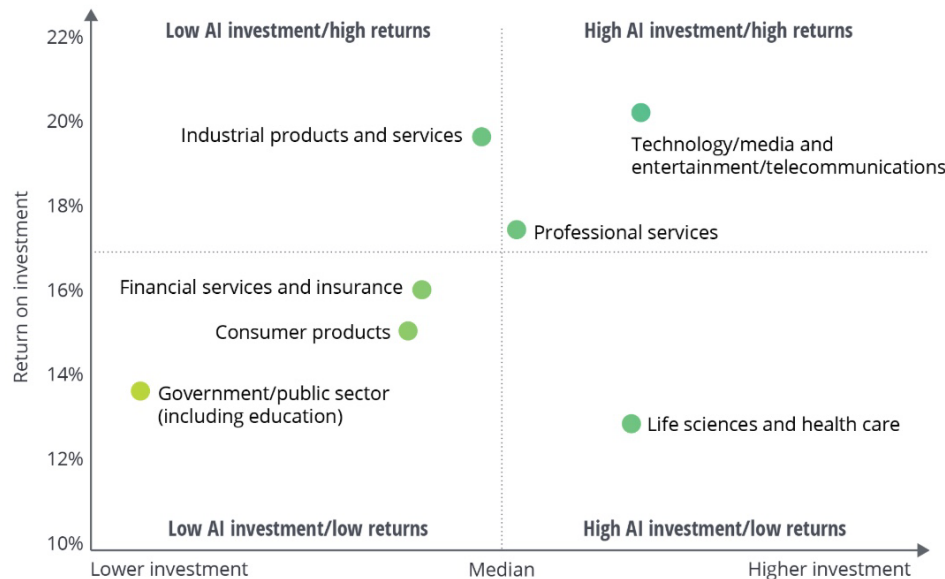 Low AI investment/high returns
High AI investment/high returns
22%
20%
18%
16%
14%
12%
10%
Return on investment
Industrial products and services
Technology/media and
entertainment/telecommunications
Professional services
Financial services and insurance
Consumer products
Government/public sector
(including education)
Life sciences and health care
Low AI investment/low returns
High AI investment/low returns
Lower investment
Median
Higher investment